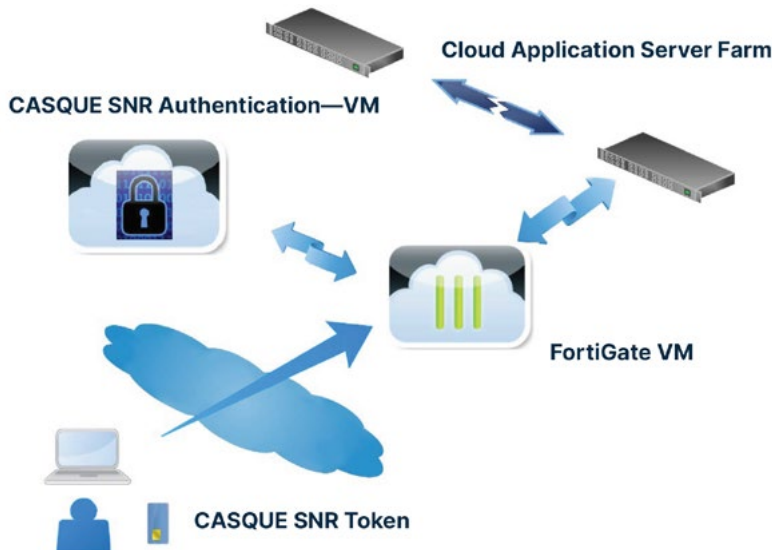 Cloud Application Server Farm
CASQUE SNR Authentication—VM
FortiGate VM
CASQUE SNR Token